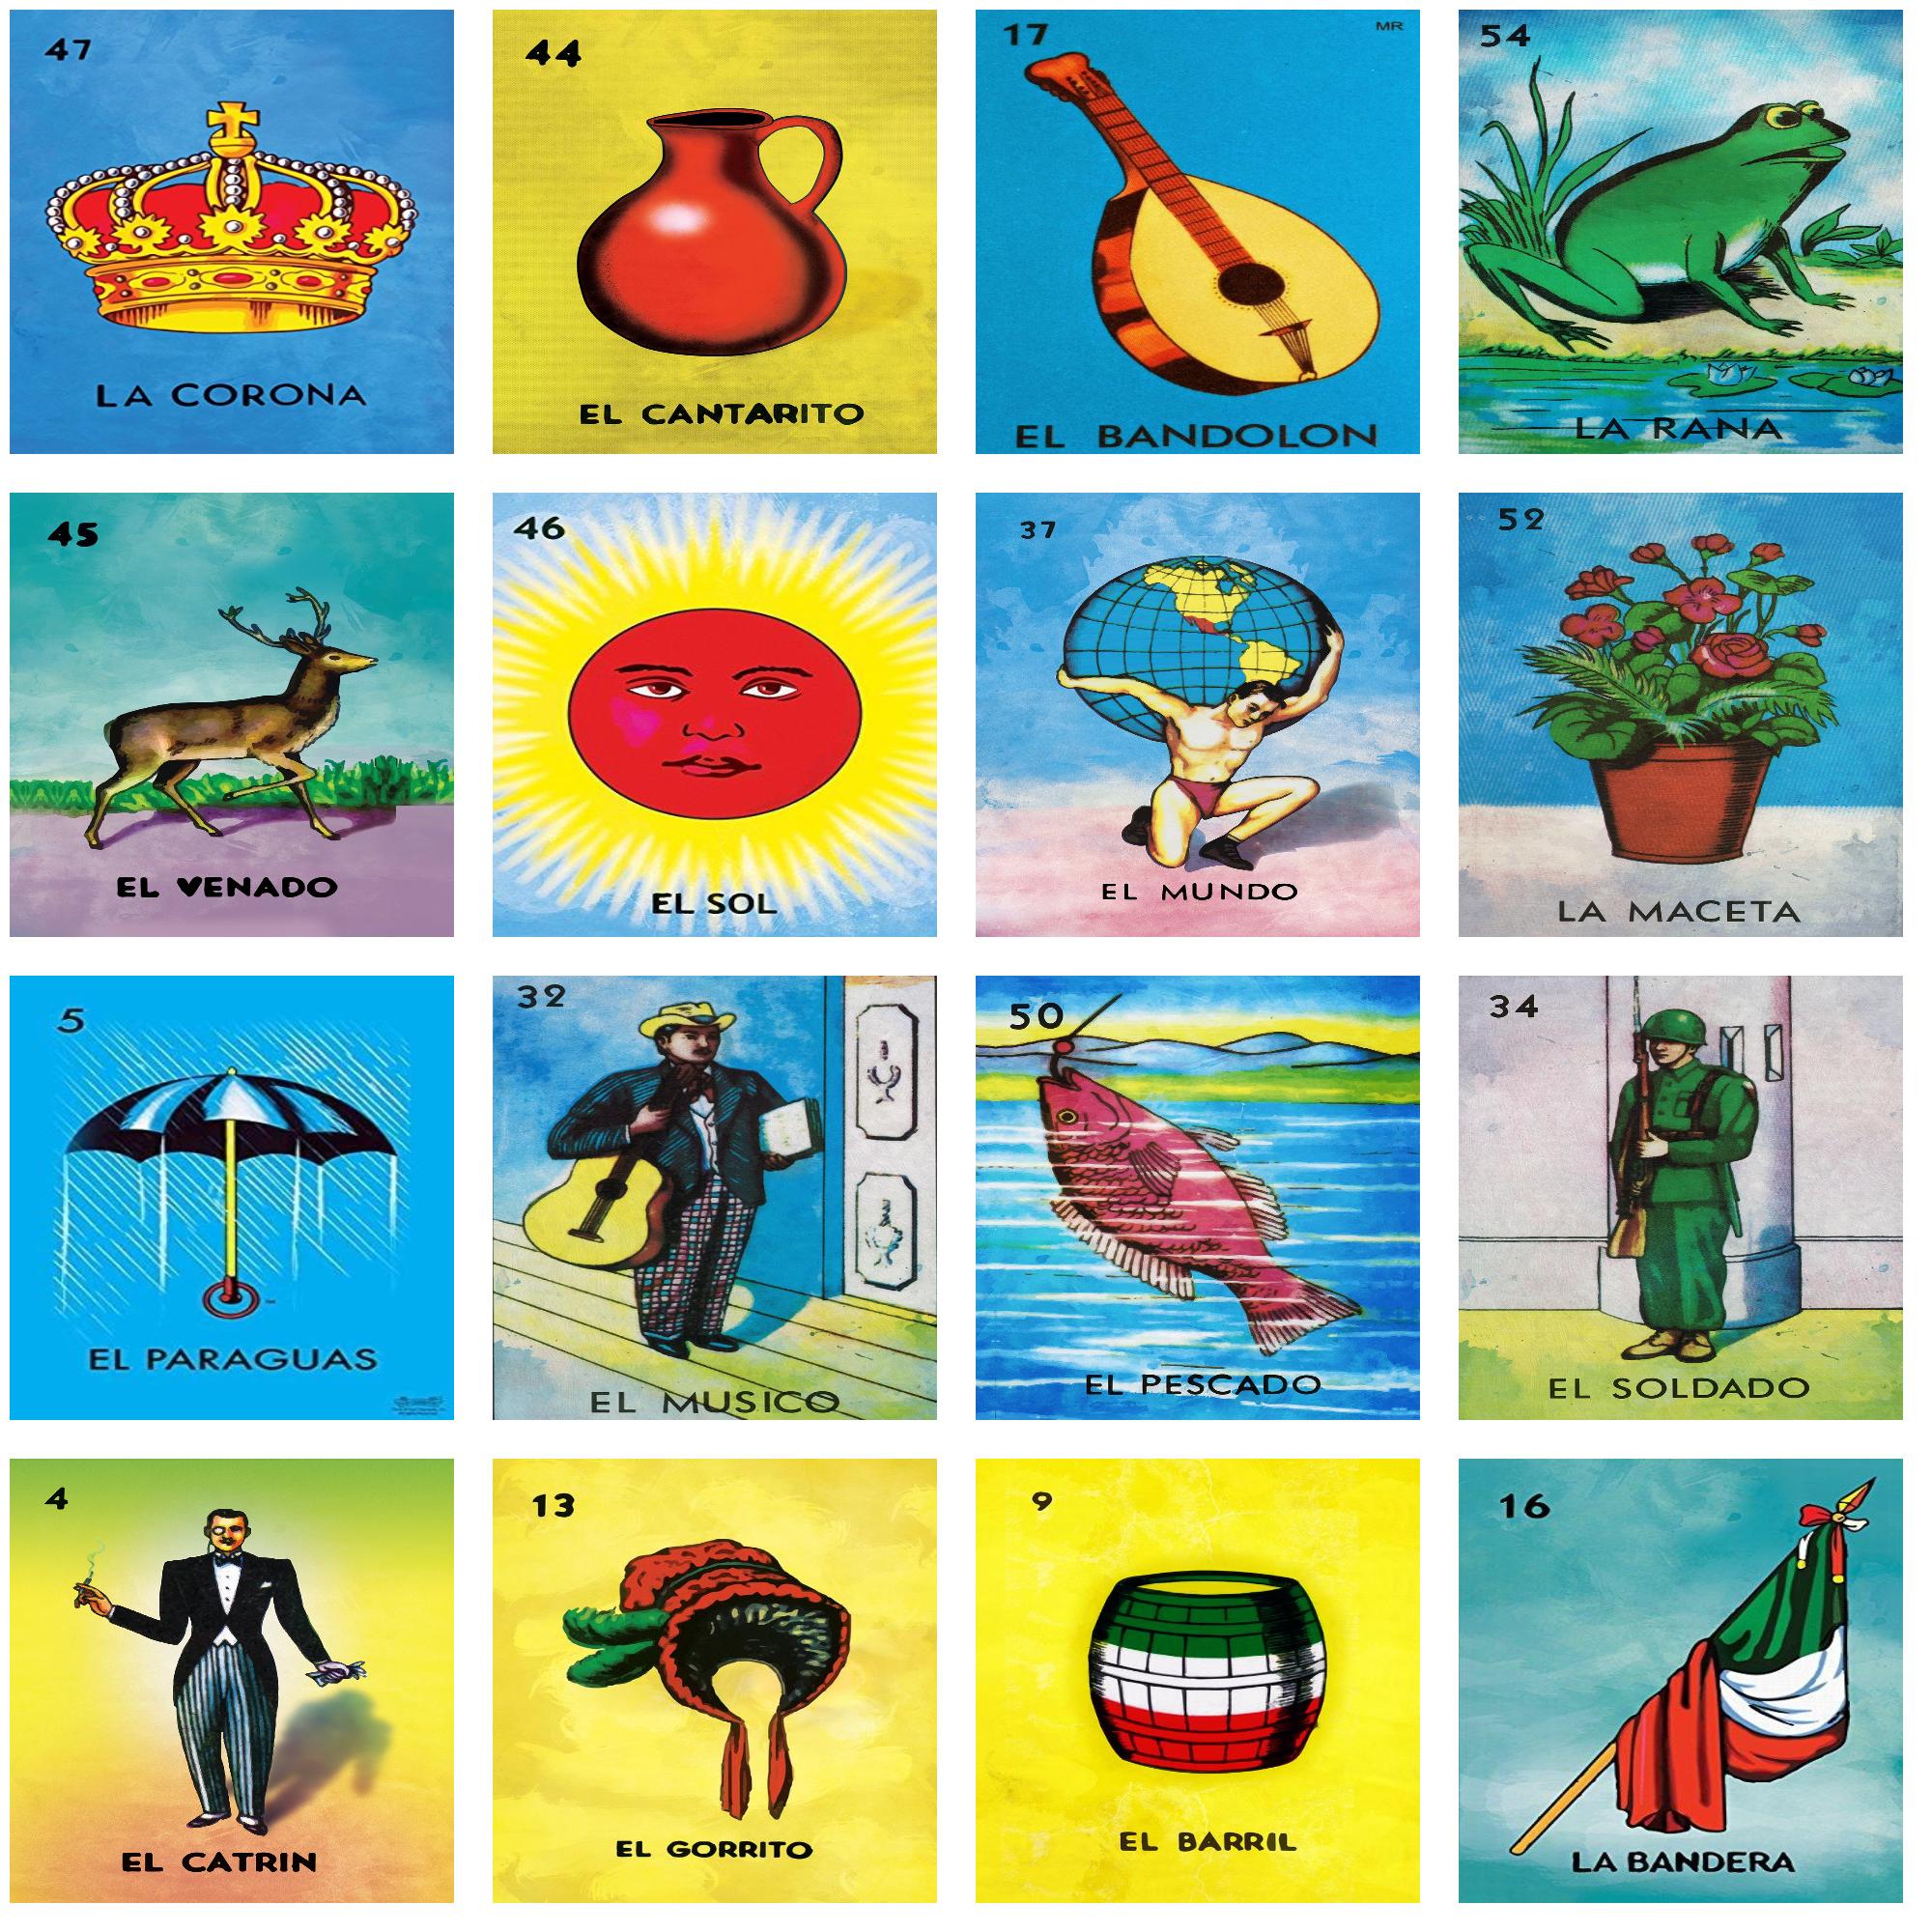 47
LA CORONA
44
EL CANTARITO
17
MR
EL BANDOLON
54
LA RANA
45
EL VENADO
46
EL SOL
37
EL MUNDO
52
LA MACETA
5
EL PARAGUAS
32
EL MUSICO
50
EL PESCADO
34
EL SOLDADO
4
EL CATRIN
13
EL GORRITO
9
EL BARRIL
16
LA BANDERA